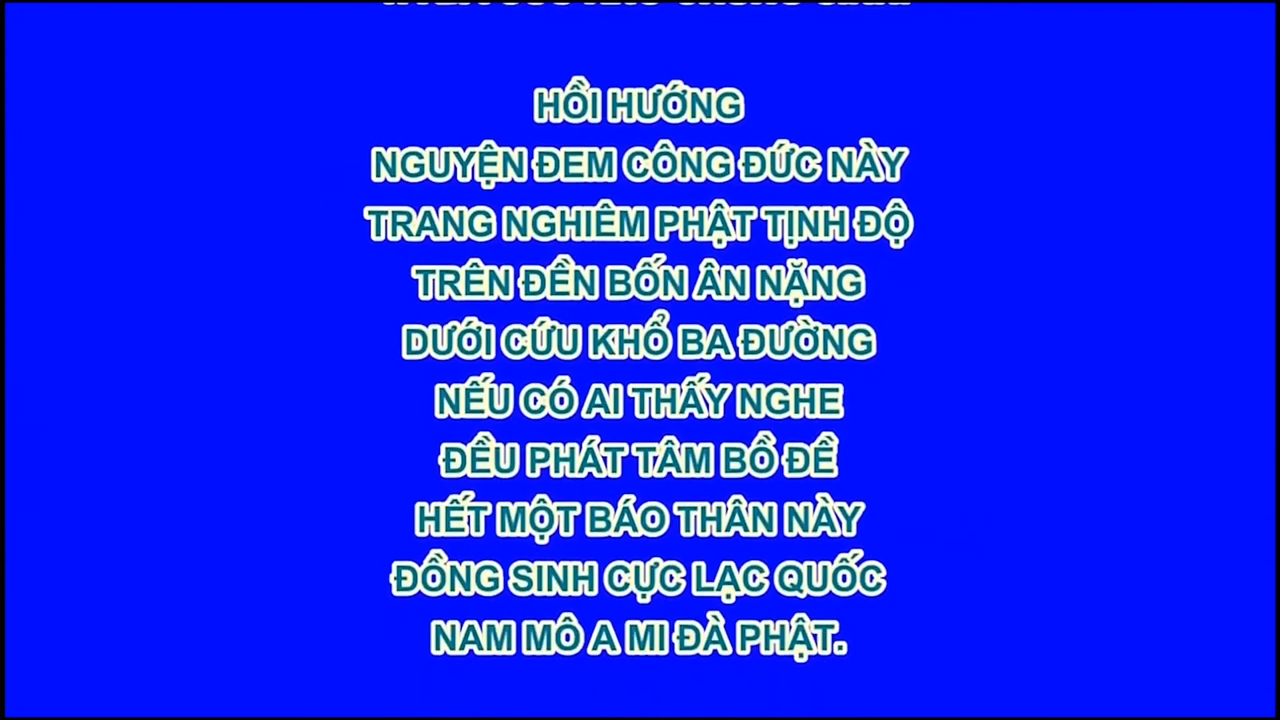 HỒI HƯỚNG
NGUYỆN ĐEM CÔNG ĐỨC NÀY
TRANG NGHIÊM PHẬT TỊNH ĐỘ
TRÊN ĐỀN BỐN ÂN NẶNG
DƯỚI CỨU KHỔ BA ĐƯỜNG
NẾU CÓ AI THẤY NGHE
ĐỀU PHÁT TÂM BỒ ĐỀ
HẾT MỘT BÁO THÂN NÀY
ĐỒNG SINH CỰC LẠC QUỐC
NAM MÔ A MI ĐÀ PHẬT.